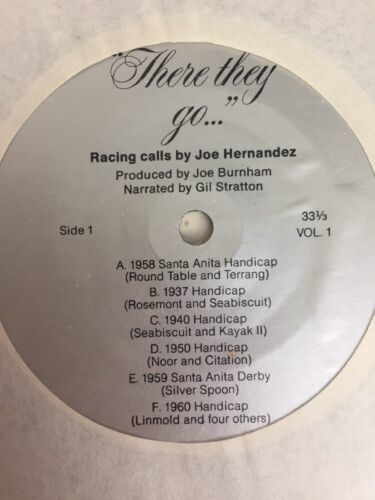 "There they
go..."
Racing calls by Joe Hernandez
Produced by Joe Burnham
Narrated by Gil Stratton
Side 1
33⅓
VOL. 1
A. 1958 Santa Anita Handicap
(Round Table and Terrang)
B. 1937 Handicap
(Rosemont and Seabiscuit)
C. 1940 Handicap
(Seabiscuit and Kayak II)
D. 1950 Handicap
(Noor and Citation)
E. 1959 Santa Anita Derby
(Silver Spoon)
F. 1960 Handicap
(Linmold and four others)